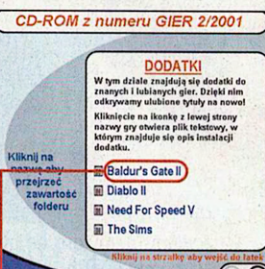 CD-ROM z numeru GIER 2/2001
DODATKI
W tym dziale znajdują się dodatki do
znanych i lubianych gier. Dzięki nim
odkrywamy ulubione tytuły na nowo!
Kliknięcie na ikonkę z lewej strony
nazwy gry otwiera plik tekstowy, w
którym znajduje się opis instalacji
dodatku.
Kliknij na
nazwę aby
przejrzeć
zawartość
folderu
Baldur's Gate II
Diablo II
Need For Speed V
The Sims
Kliknij na strzałkę aby wejść do łatek